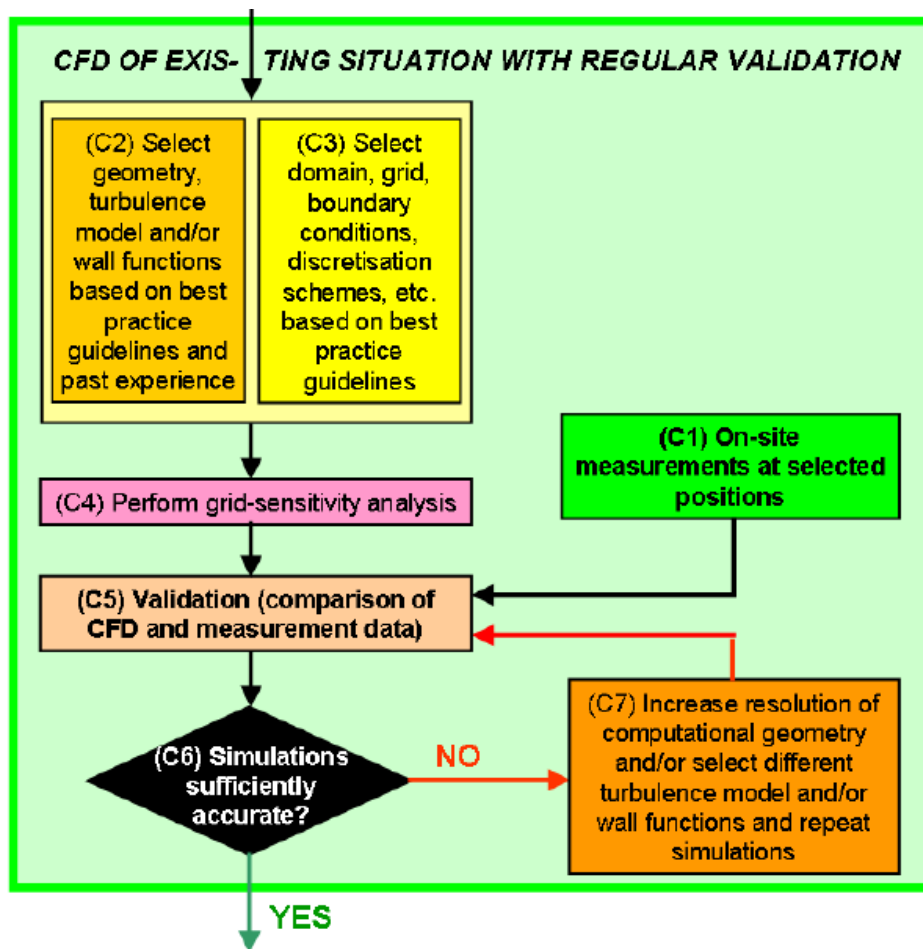 CFD OF EXIS- TING SITUATION WITH REGULAR VALIDATION
(C2) Select
geometry,
turbulence
model and/or
wall functions
based on best
practice
guidelines and
past experience
(C3) Select
domain, grid,
boundary
conditions,
discretisation
schemes, etc.
based on best
practice
guidelines
(C1) On-site
measurements at selected
positions
(C4) Perform grid-sensitivity analysis
(C5) Validation (comparison of
CFD and measurement data)
(C6) Simulations
sufficiently
accurate?
NO
(C7) Increase resolution of
computational geometry
and/or select different
turbulence model and/or
wall functions and repeat
simulations
YES